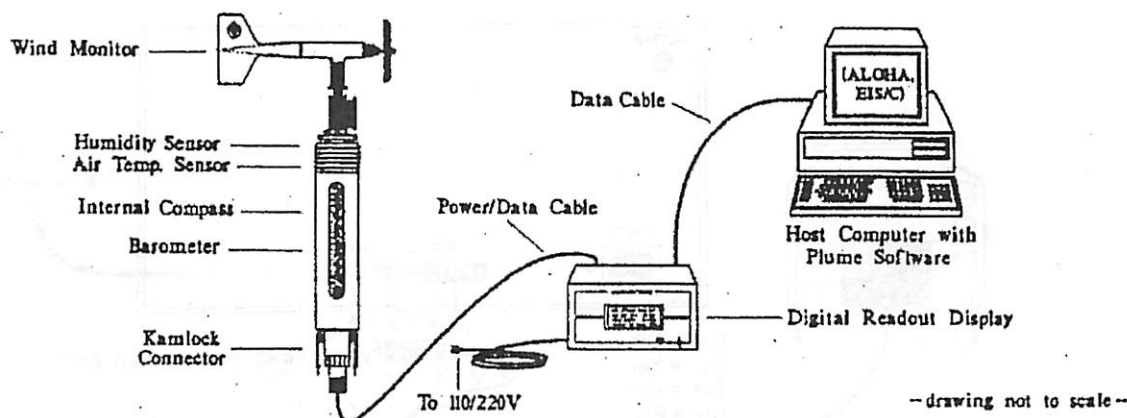 Wind Monitor
Humidity Sensor
Air Temp. Sensor
Internal Compass
Barometer
Kamlock
Connector
Power/Data Cable
To 110/220V
Data Cable
(ALOHA,
EIS/C)
Host Computer with
Plume Software
Digital Readout Display
--drawing not to scale--